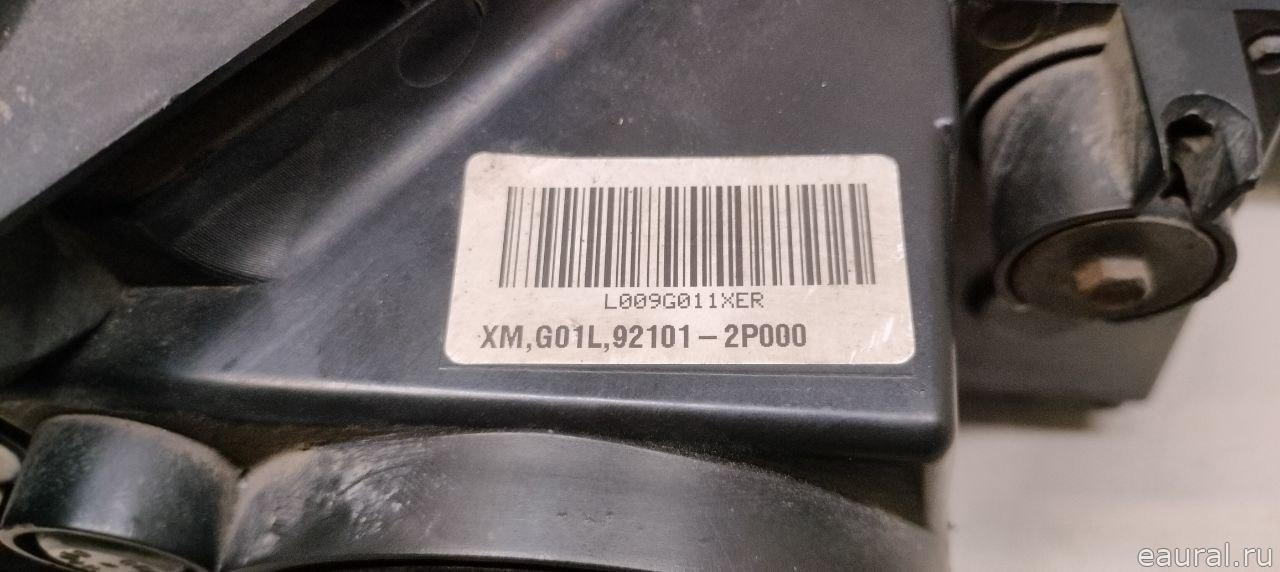 L009G011XER
XM,G01L,92101-2P000
eaural.ru